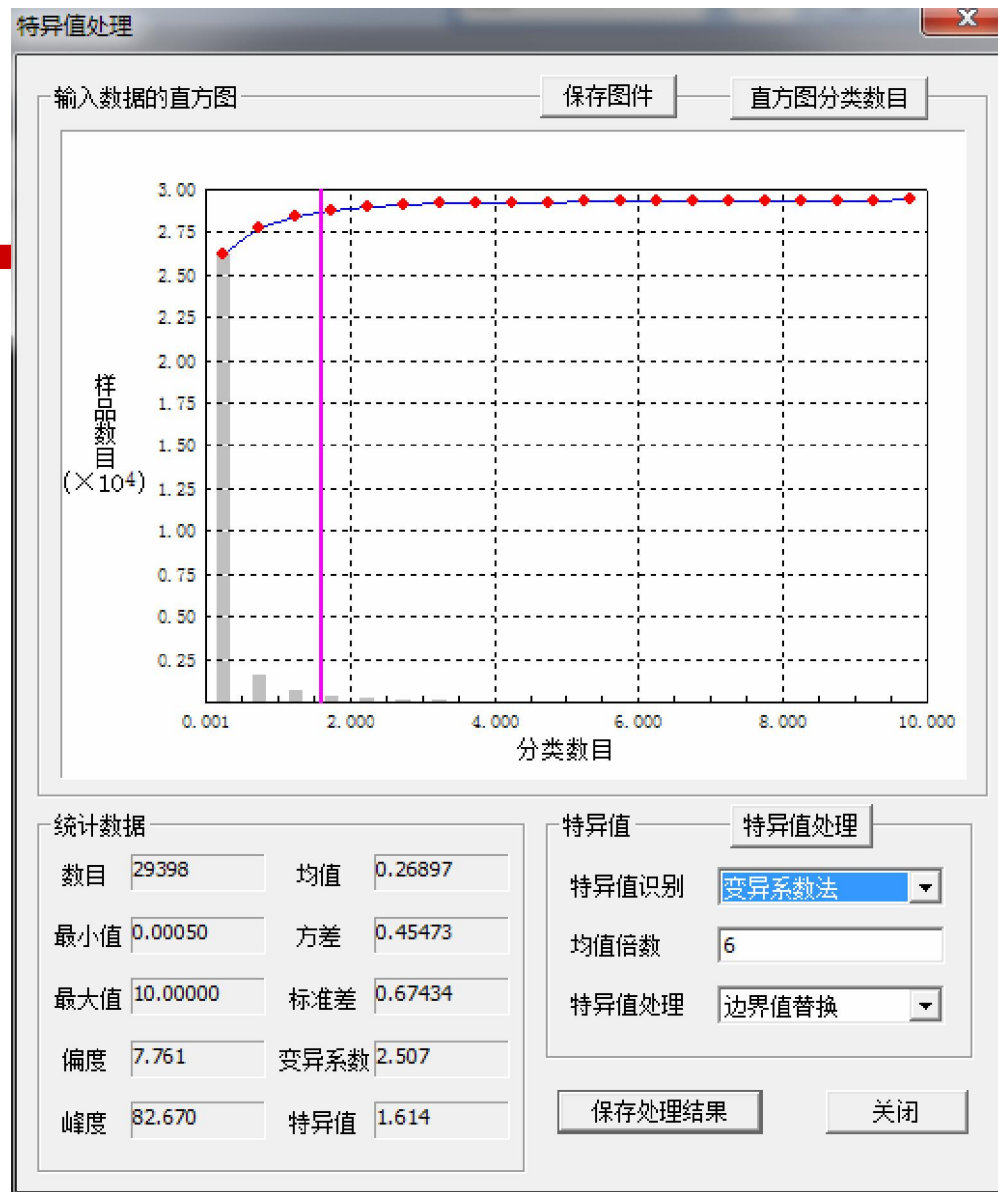 特异值处理
X
输入数据的直方图
保存图件
直方图分类数目
3.00
2.75
2.50
2.25
2.00
1.75
1.50
1.25
1.00
0.75
0.50
0.25
样品数目
(×10⁴)
0.001 2.000 4.000 6.000 8.000 10.000
分类数目
统计数据
数目 29398 均值 0.26897
最小值 0.00050 方差 0.45473
最大值 10.00000 标准差 0.67434
偏度 7.761 变异系数 2.507
峰度 82.670 特异值 1.614
特异值
特异值处理
特异值识别 变异系数法
均值倍数 6
特异值处理 边界值替换
保存处理结果
关闭